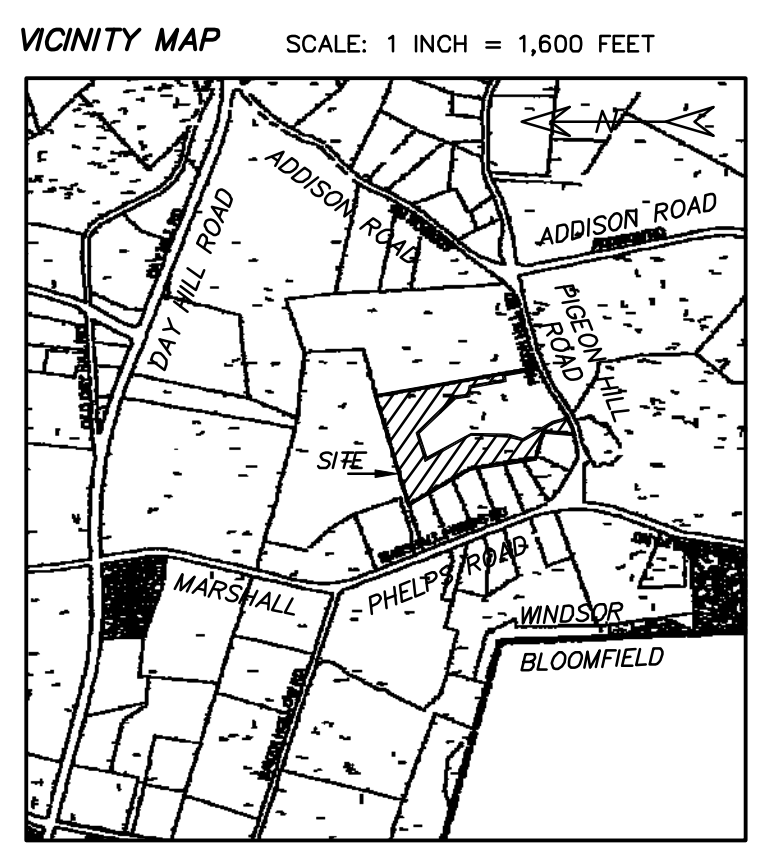 VICINITY MAP
SCALE: 1 INCH = 1,600 FEET
N
ADDISON ROAD
ADDISON ROAD
DAY HILL ROAD
PIGEON HILL
ROAD
SITE
MARSHALL
PHELPS ROAD
WINDSOR
BLOOMFIELD